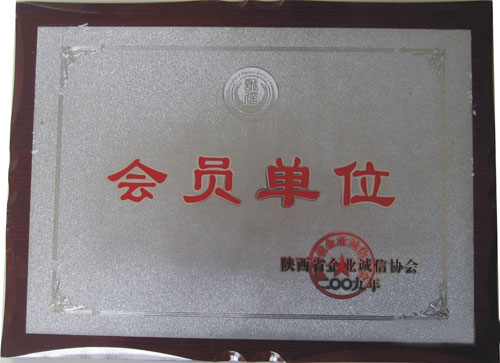 会员单位
陕西省企业诚信协会
二〇〇九年